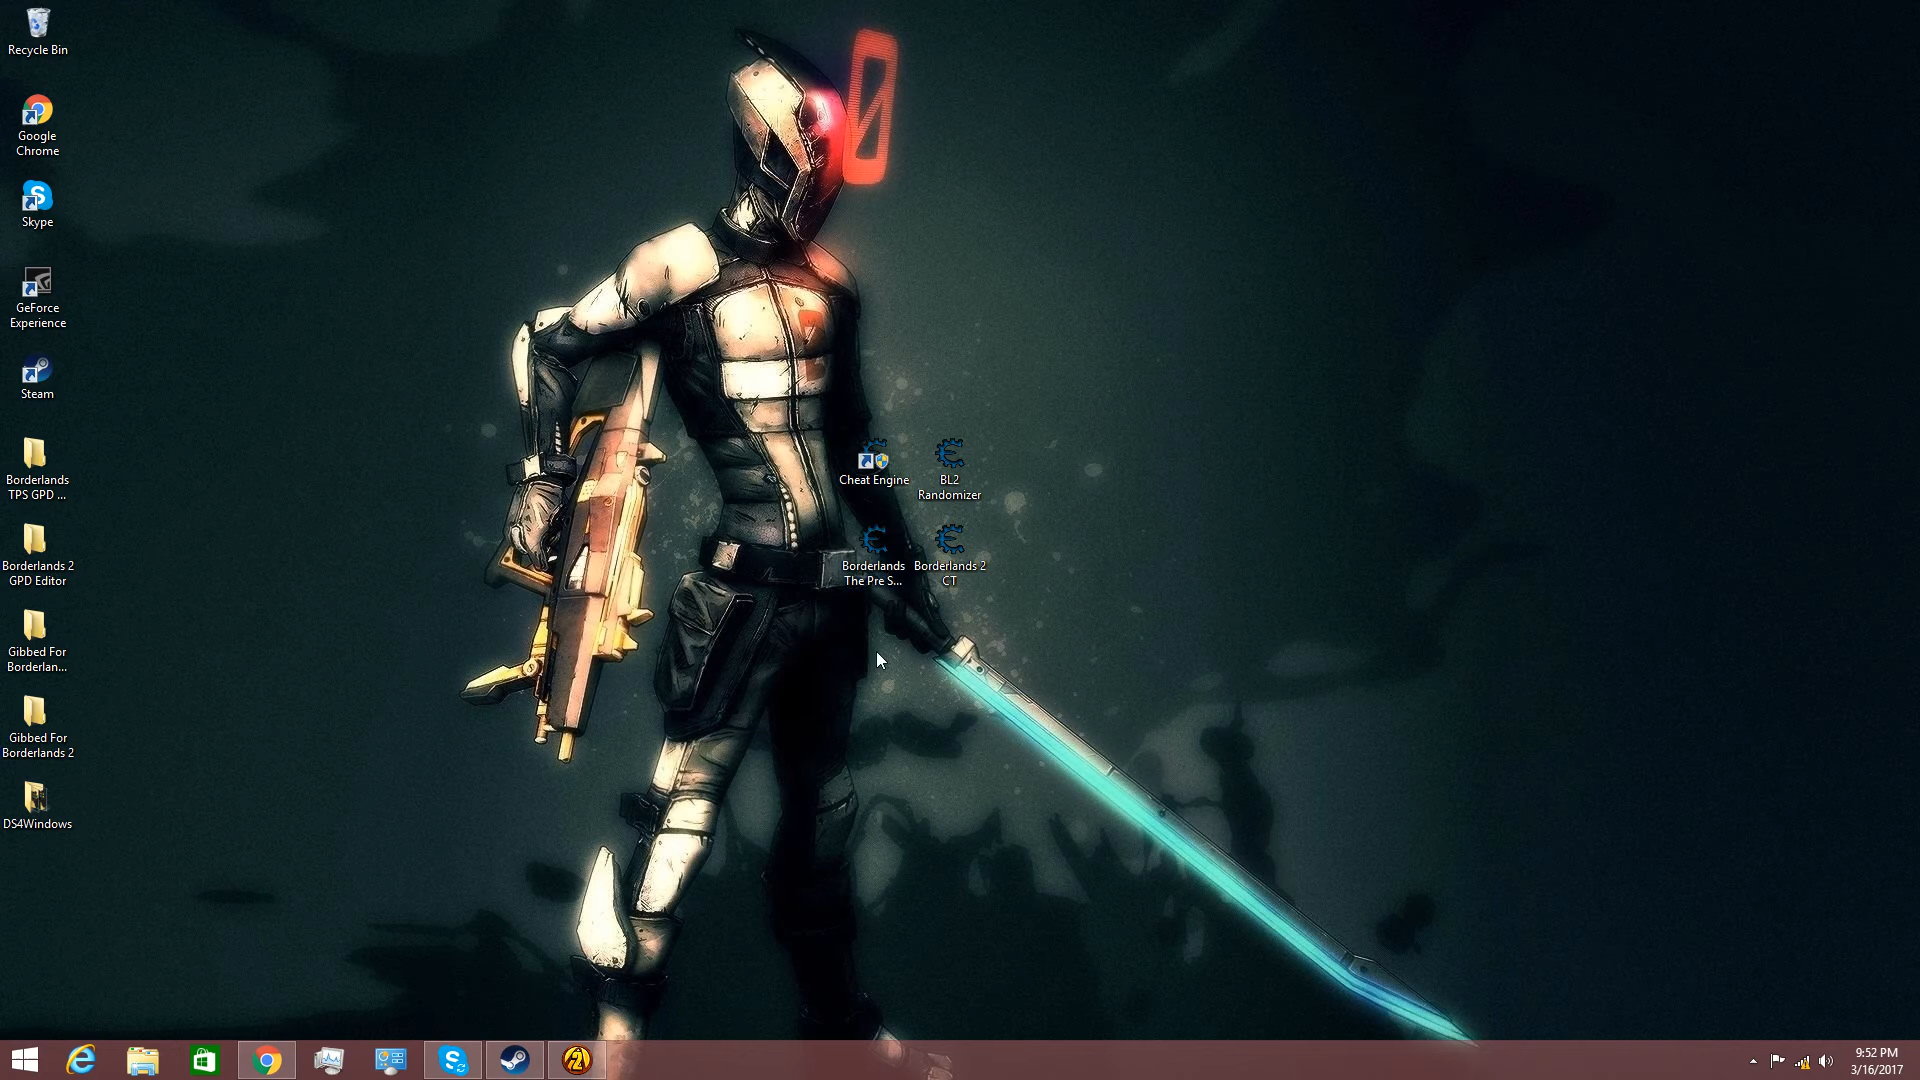 Recycle Bin
Google
Chrome
Skype
GeForce
Experience
Steam
Borderlands
TPS GPD ...
Borderlands 2
GPD Editor
Gibbed For
Borderlan...
Gibbed For
Borderlands 2
DS4Windows
0
Cheat Engine
BL2
Randomizer
Borderlands
The Pre S...
Borderlands 2
CT
9:52 PM
3/16/2017